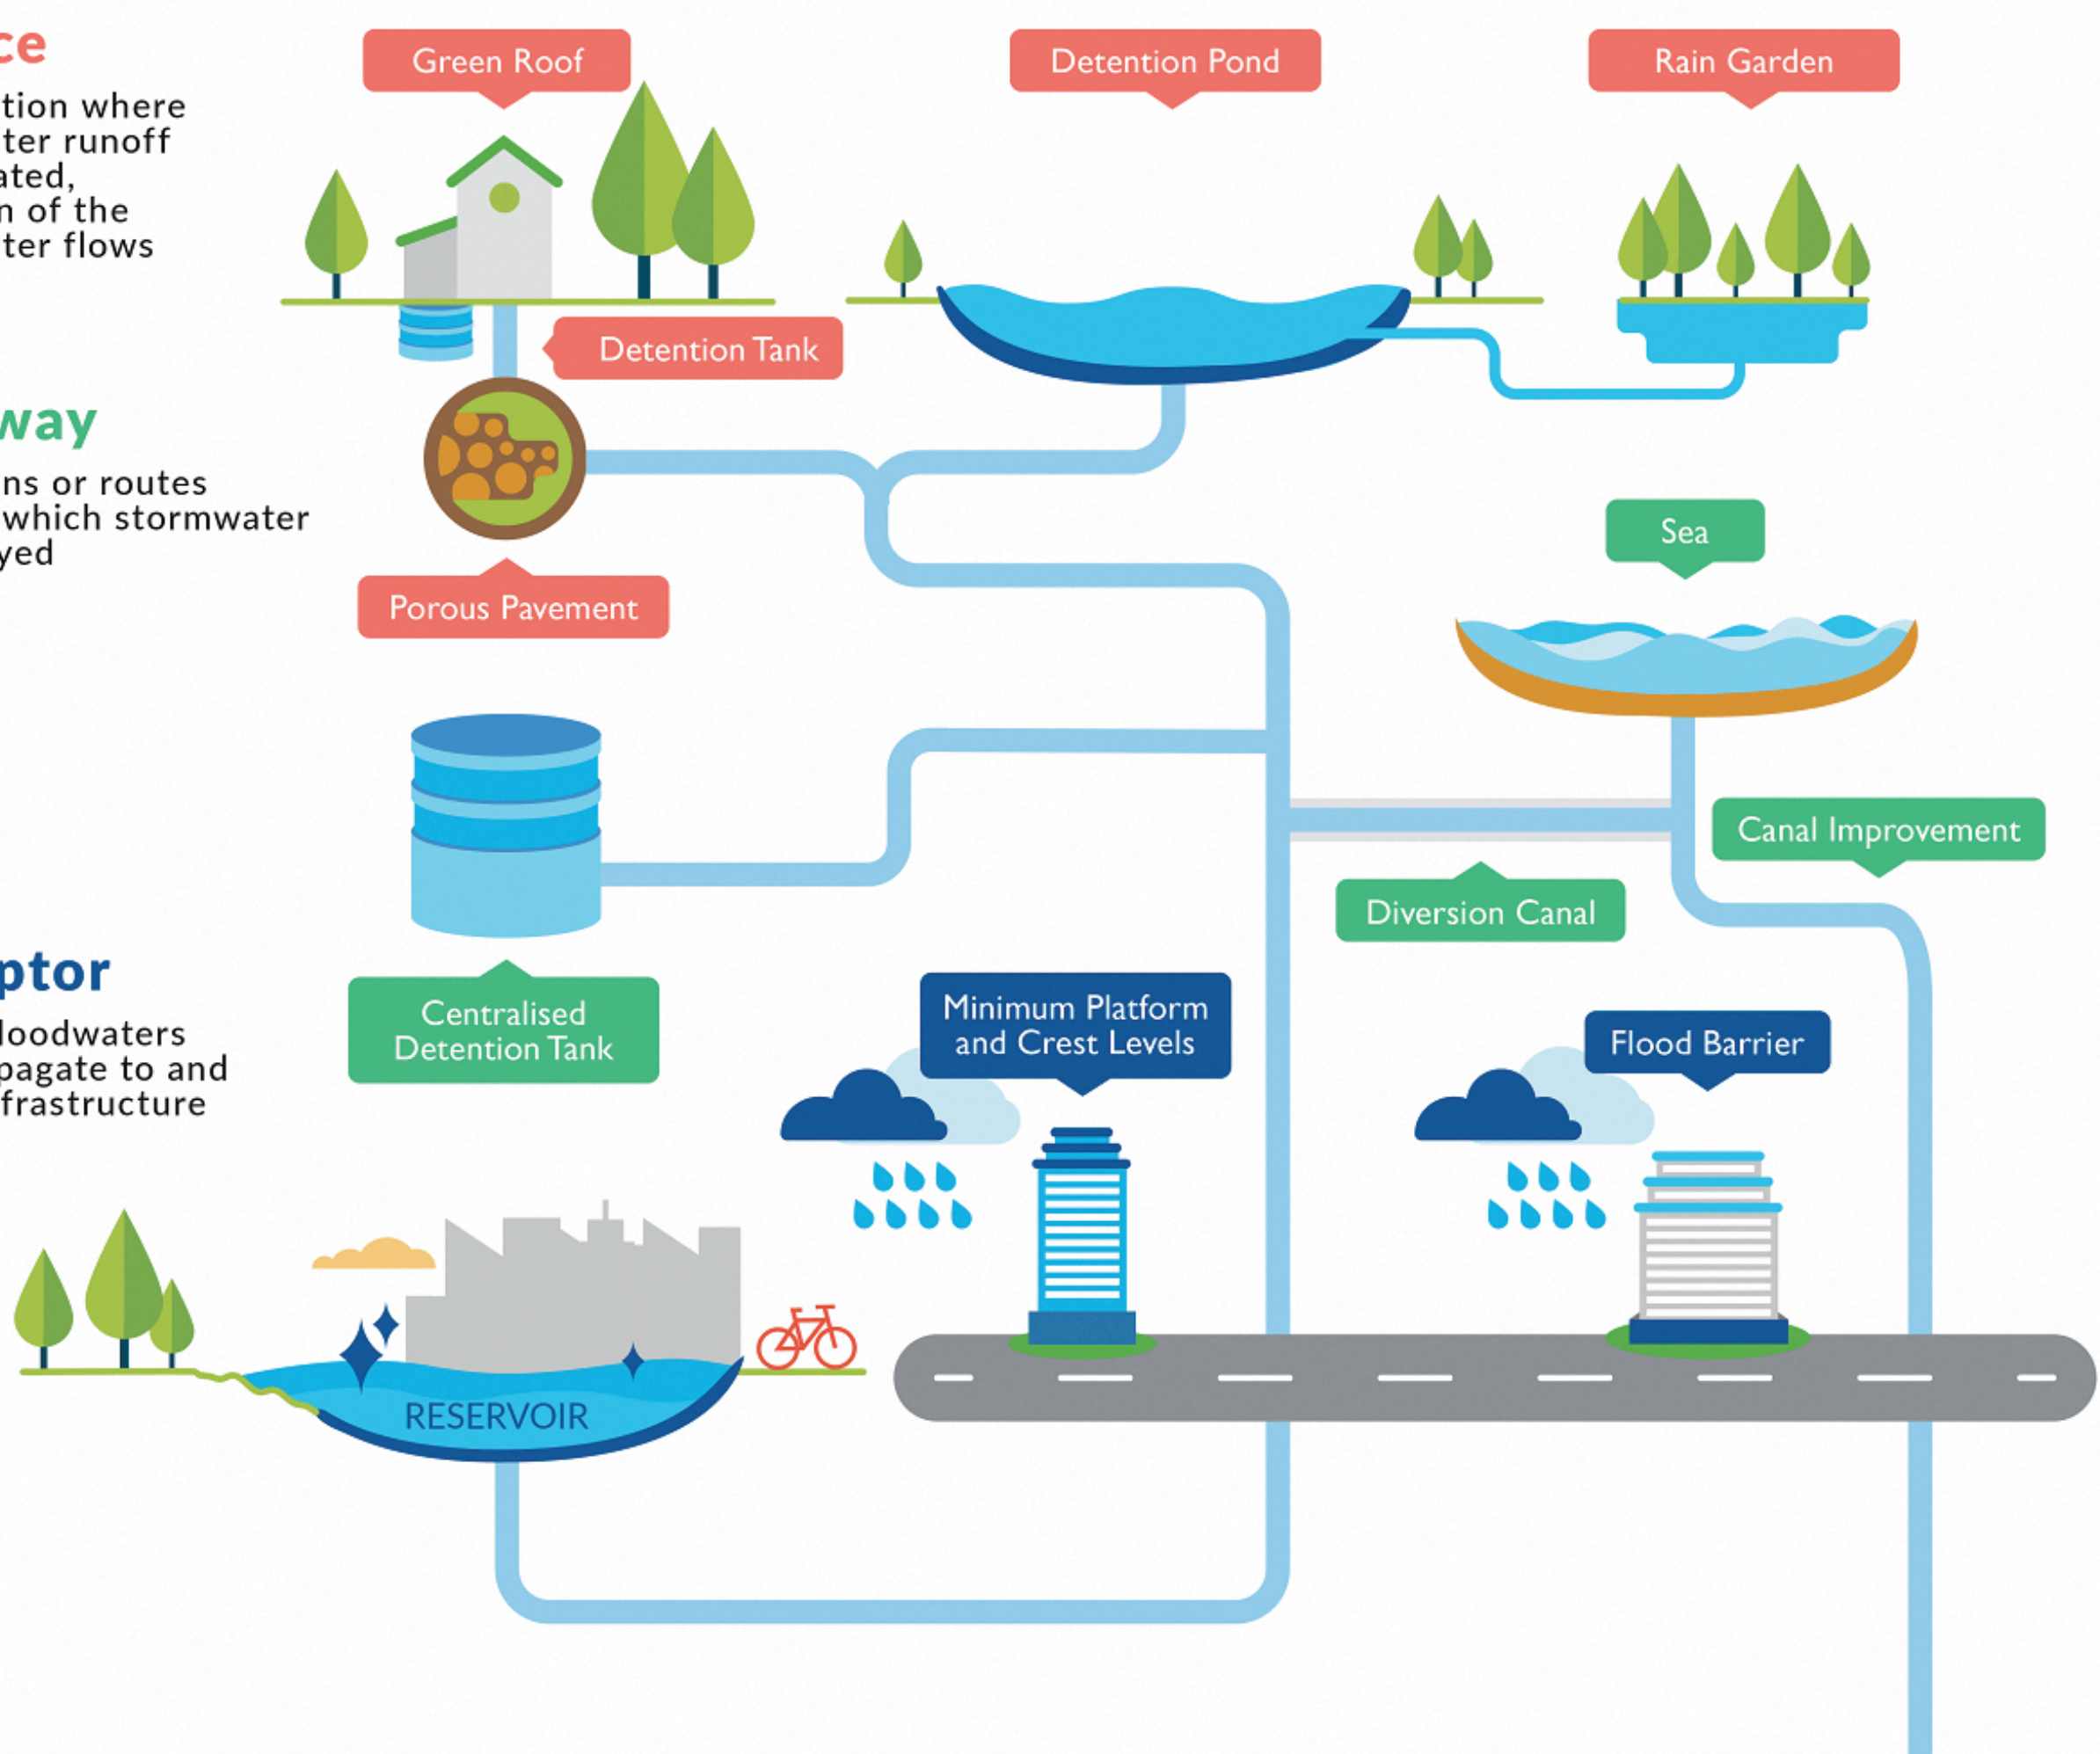 ce
tion where
ter runoff
ated,
n of the
ter flows
Green Roof
Detention Pond
Rain Garden
Detention Tank
way
ns or routes
which stormwater
yed
Porous Pavement
Sea
Canal Improvement
Diversion Canal
ptor
loodwaters
pagate to and
frastructure
Centralised
Detention Tank
Minimum Platform
and Crest Levels
Flood Barrier
RESERVOIR